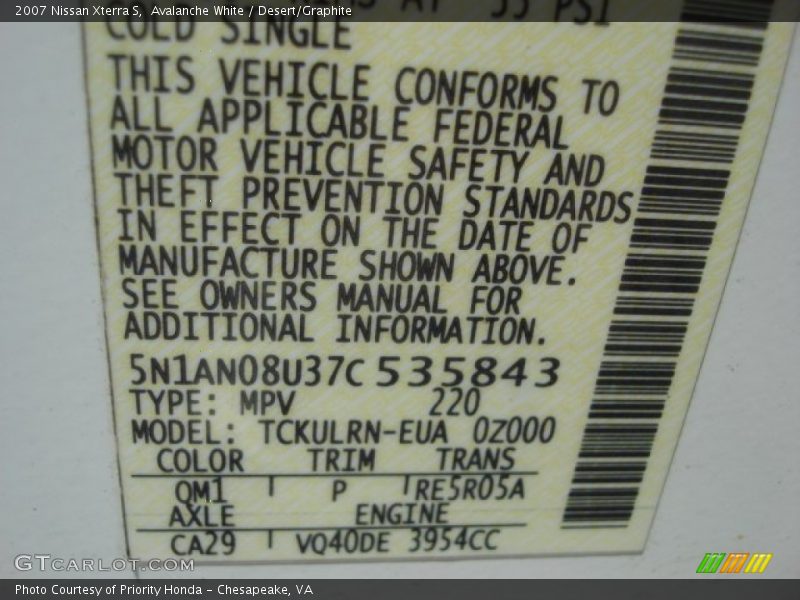 2007 Nissan Xterra S, Avalanche White / Desert/Graphite
AT 35 PSI
COLD SINGLE
THIS VEHICLE CONFORMS TO
ALL APPLICABLE FEDERAL
MOTOR VEHICLE SAFETY AND
THEFT PREVENTION STANDARDS
IN EFFECT ON THE DATE OF
MANUFACTURE SHOWN ABOVE.
SEE OWNERS MANUAL FOR
ADDITIONAL INFORMATION.
5N1AN08U37C535843
TYPE: MPV 220
MODEL: TCKULRN-EUA 0Z000
COLOR TRIM TRANS
QM1 P RE5R05A
AXLE ENGINE
CA29 VQ40DE 3954CC
GTCARLOT.COM
Photo Courtesy of Priority Honda - Chesapeake, VA